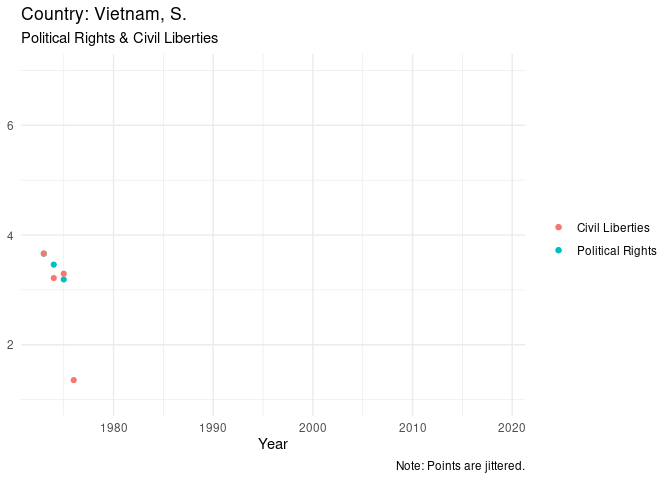 Country: Vietnam, S.
Political Rights & Civil Liberties
6
4
2
1980 1990 2000 2010 2020
Year
Civil Liberties
Political Rights
Note: Points are jittered.